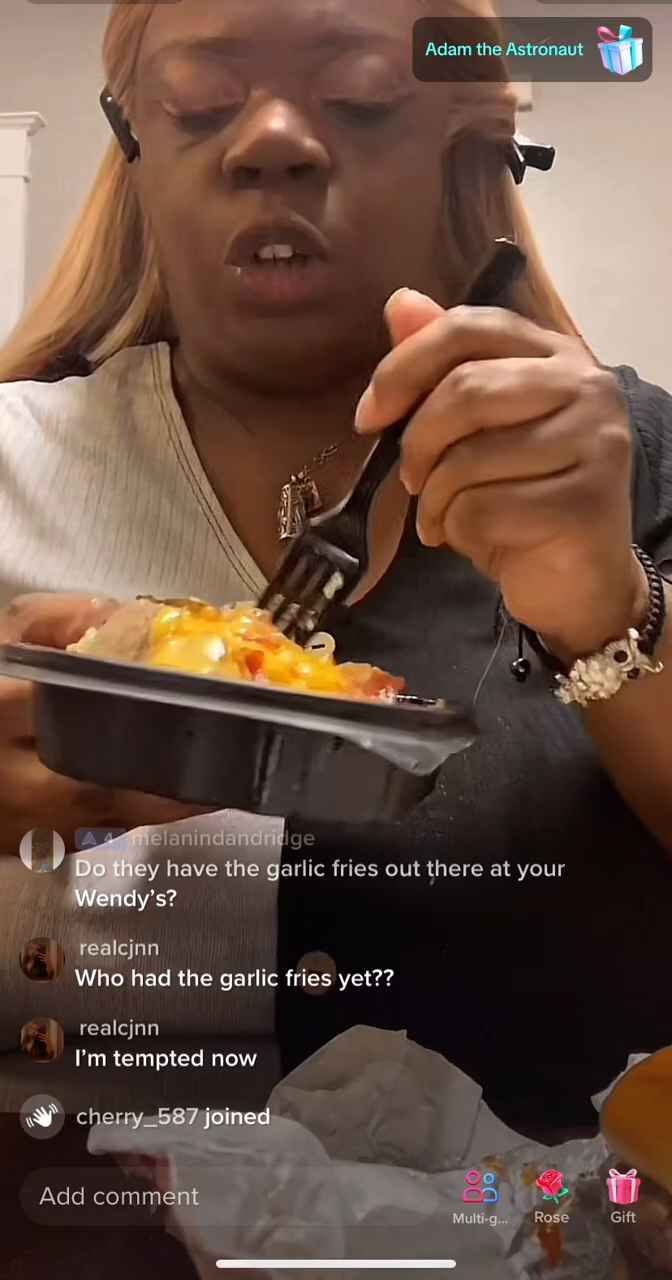 Adam the Astronaut
4 melanindandridge
Do they have the garlic fries out there at your
Wendy’s?
realcjnn
Who had the garlic fries yet??
realcjnn
I’m tempted now
cherry_587 joined
Add comment
Multi-g...
Rose
Gift